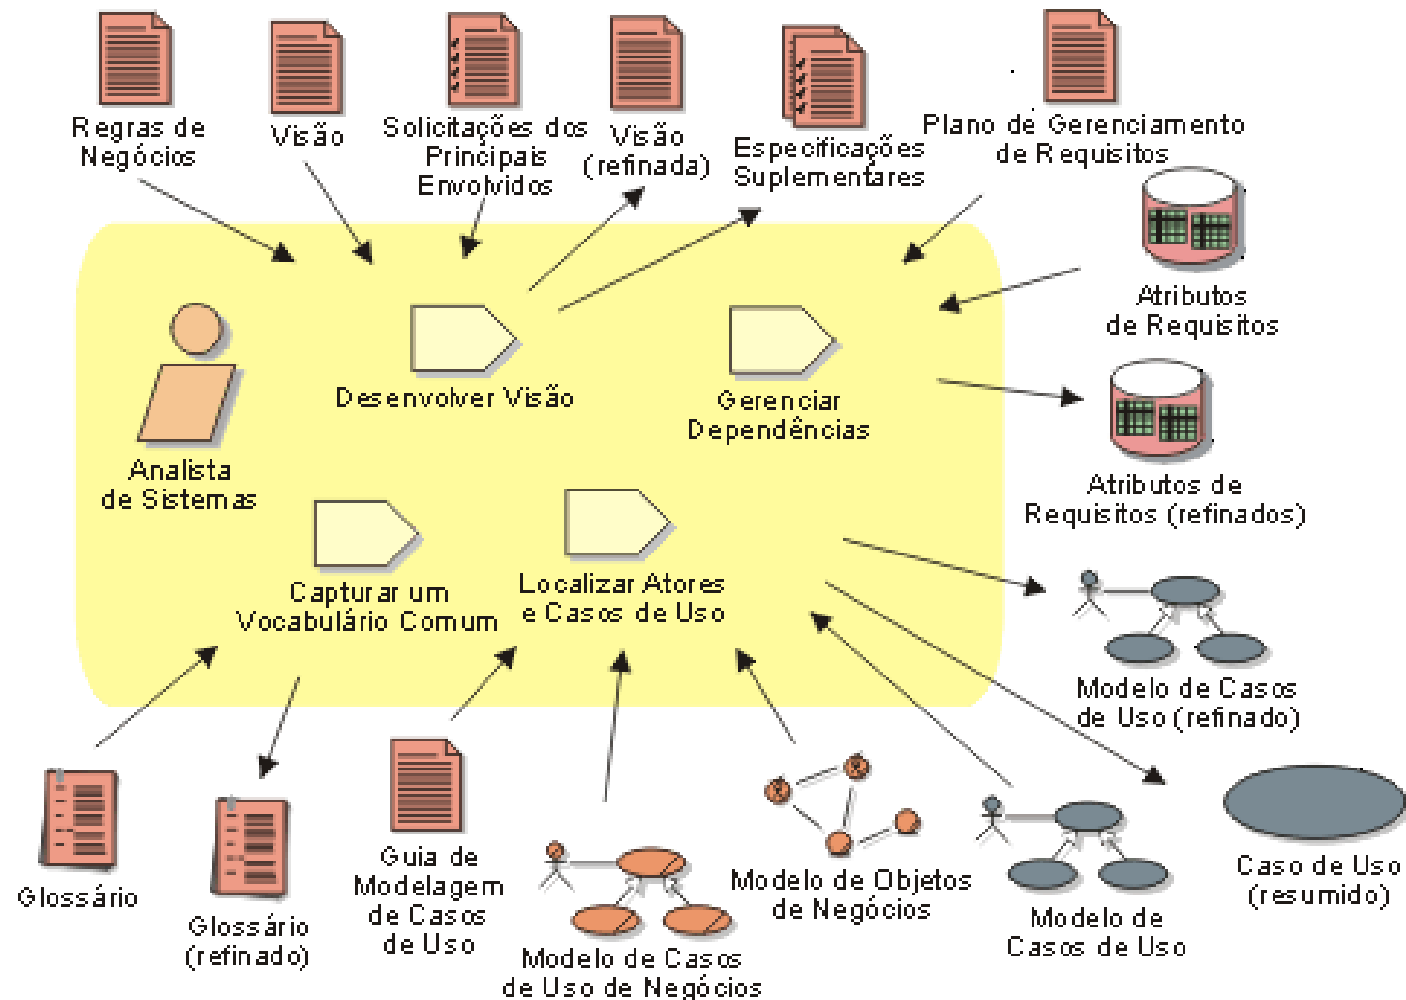 Regras de
Negócios
Visão
Solicitações dos
Principais
Envolvidos
Visão
(refinada)
Especificações
Suplementares
Plano de Gerenciamento
de Requisitos
Atributos
de Requisitos
Desenvolver Visão
Gerenciar
Dependências
Analista
de Sistemas
Atributos de
Requisitos (refinados)
Capturar um
Vocabulário Comum
Localizar Atores
e Casos de Uso
Modelo de Casos
de Uso (refinado)
Glossário
Glossário
(refinado)
Guia de
Modelagem
de Casos
de Uso
Modelo de Casos
de Uso de Negócios
Modelo de Objetos
de Negócios
Modelo de
Casos de Uso
Caso de Uso
(resumido)